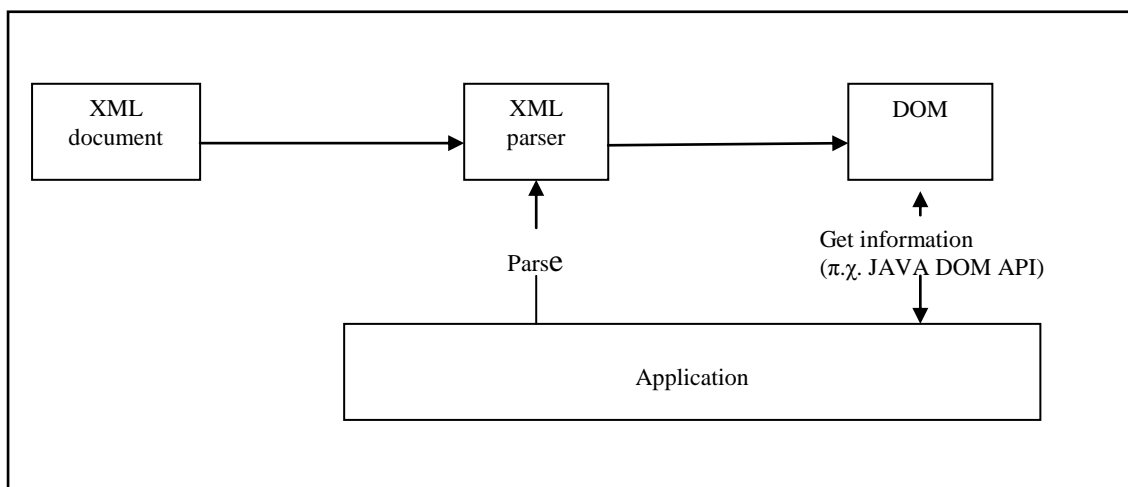 XML
document
XML
parser
DOM
Parse
Get information
(π.χ. JAVA DOM API)
Application